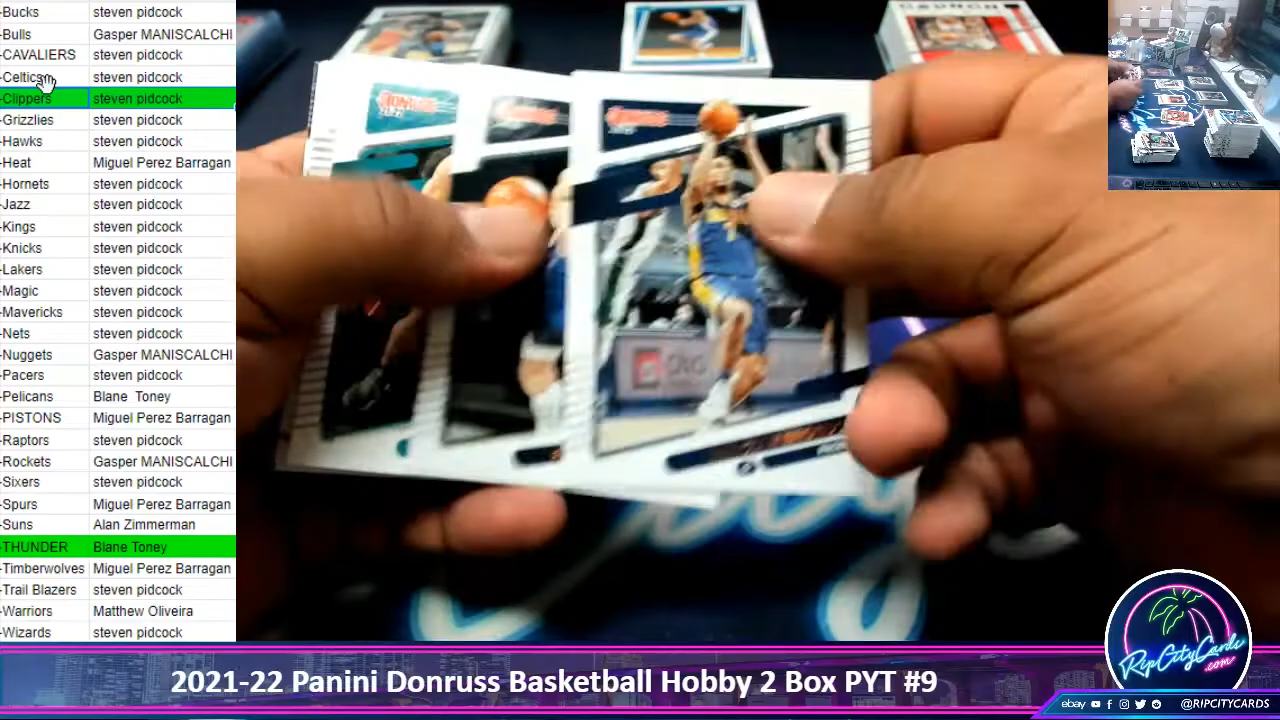 -Bucks steven pidcock
-Bulls Gasper MANISCALCHI
-CAVALIERS steven pidcock
-Celtics steven pidcock
-Clippers steven pidcock
-Grizzlies steven pidcock
-Hawks steven pidcock
-Heat Miguel Perez Barragan
-Hornets steven pidcock
-Jazz steven pidcock
-Kings steven pidcock
-Knicks steven pidcock
-Lakers steven pidcock
-Magic steven pidcock
-Mavericks steven pidcock
-Nets steven pidcock
-Nuggets Gasper MANISCALCHI
-Pacers steven pidcock
-Pelicans Blane Toney
-PISTONS Miguel Perez Barragan
-Raptors steven pidcock
-Rockets Gasper MANISCALCHI
-Sixers steven pidcock
-Spurs Miguel Perez Barragan
-Suns Alan Zimmerman
-THUNDER Blane Toney
-Timberwolves Miguel Perez Barragan
-Trail Blazers steven pidcock
-Warriors Matthew Oliveira
-Wizards steven pidcock
2021-22 Panini Donruss Basketball Hobby 2 Box PYT #9
RipCityCards
.com
ebay @RIPCITYCARDS